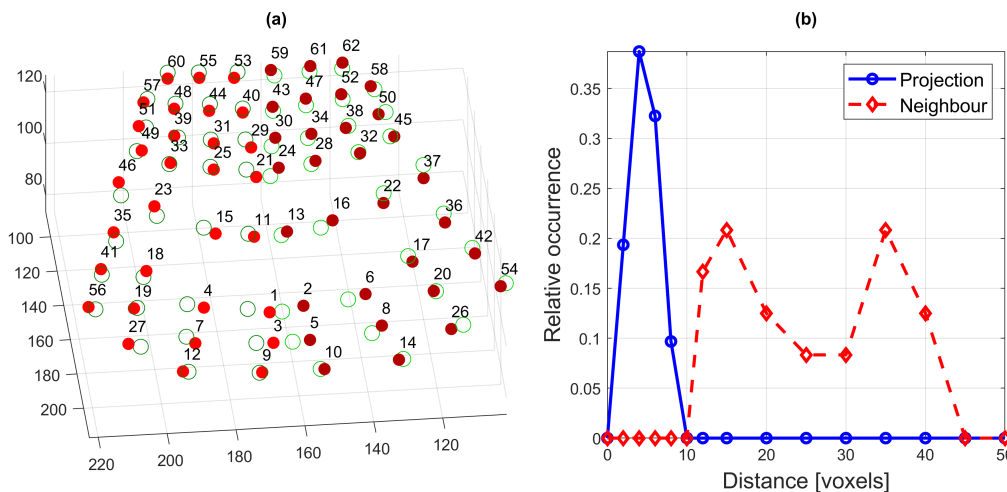 (a)
(b)
60 55 53 59 61 62
57 48 44 40 43 47 52 58
51 39 31 29 30 34 38 50
49 33 25 21 24 28 32 45
46 23 37
35 15 11 13 16 22 36
41 18 17 42
56 19 4 1 2 6 20 54
27 7 3 5 8 26
12 9 10 14
120
100
80
100
120
140
160
180
200
220 200 180 160 140 120
Projection
Neighbour
Relative occurrence
0.35
0.3
0.25
0.2
0.15
0.1
0.05
0
0 10 20 30 40 50
Distance [voxels]